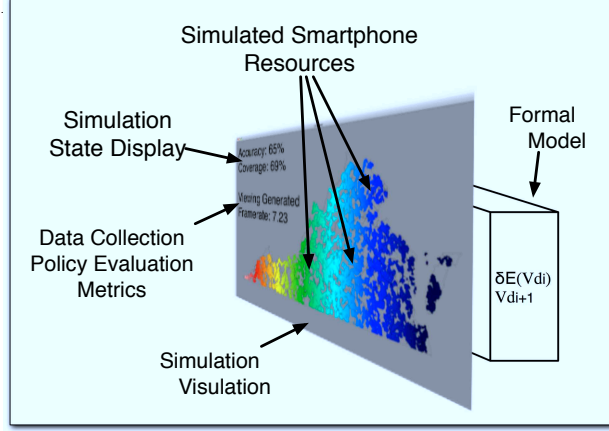 Simulated Smartphone
Resources
Simulation
State Display
Formal
Model
Accuracy: 65%
Coverage: 69%
Viewing Generated
Framerate: 7.23
Data Collection
Policy Evaluation
Metrics
δE(Vdi)
Vdi+1
Simulation
Visulation